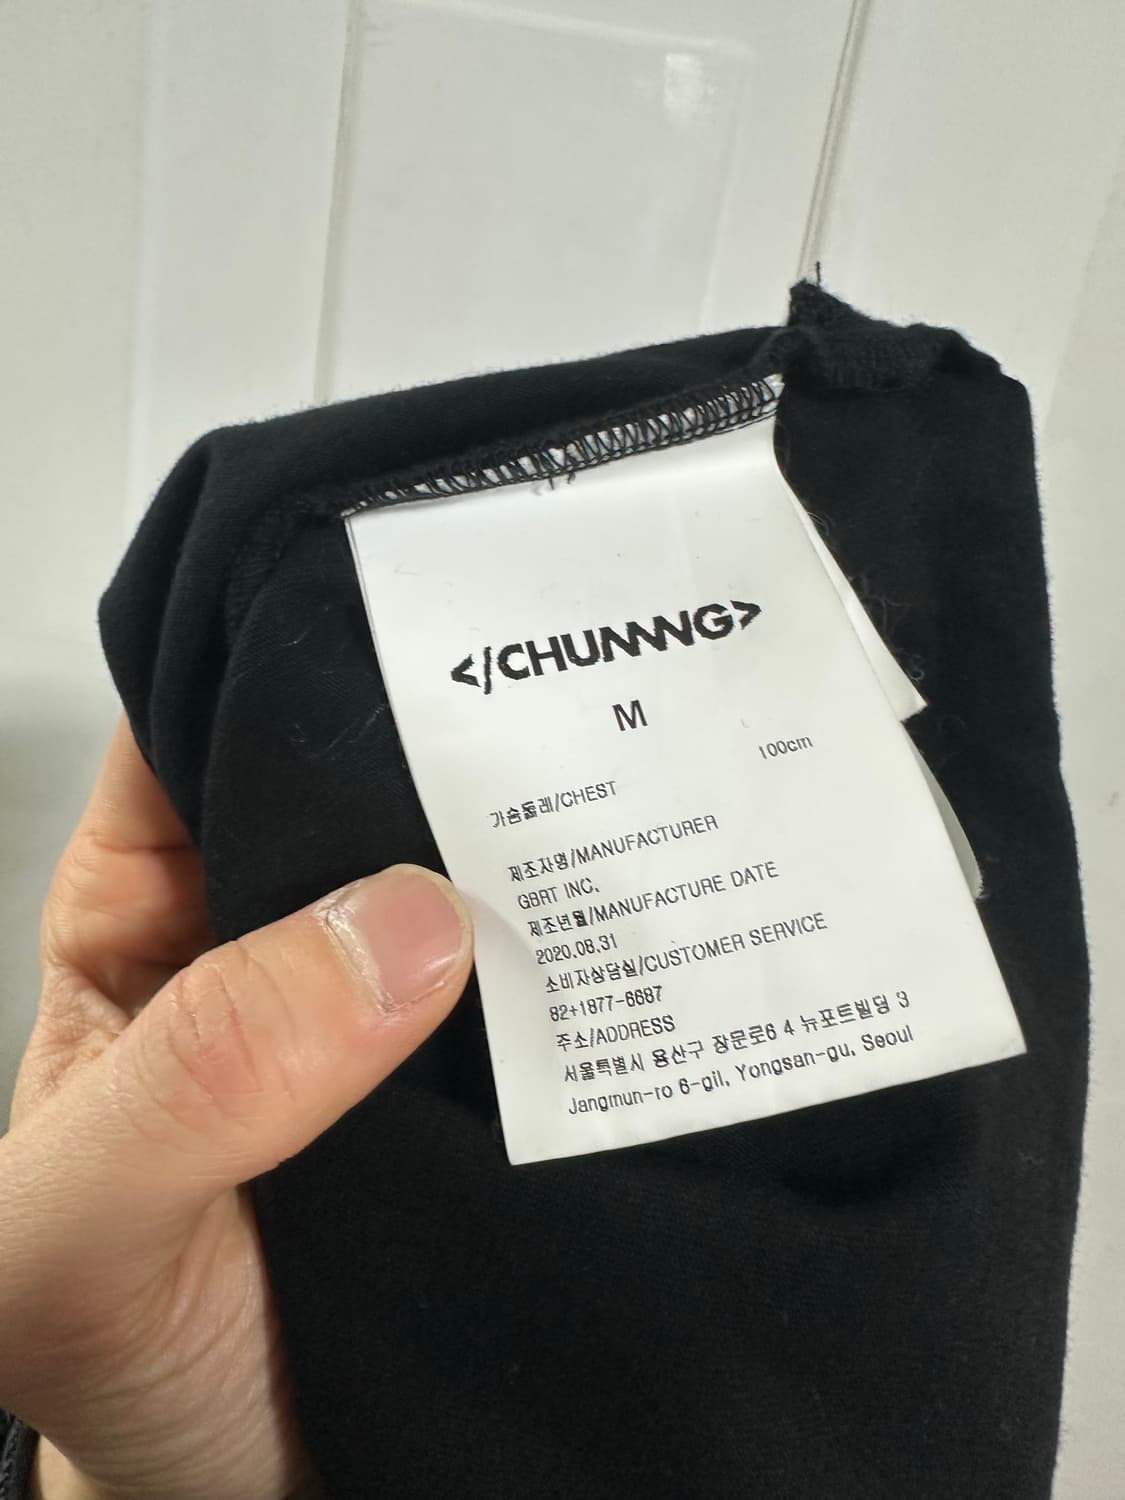 </CHUNNNG>
M
100cm
가슴둘레/CHEST
제조자명/MANUFACTURER
GBRT INC.
제조년월/MANUFACTURE DATE
2020.08.31
소비자상담실/CUSTOMER SERVICE
82+1877-6687
주소/ADDRESS
서울특별시 용산구 장문로6 4 뉴포트빌딩 3
Jangmun-ro 6-gil, Yongsan-gu, Seoul